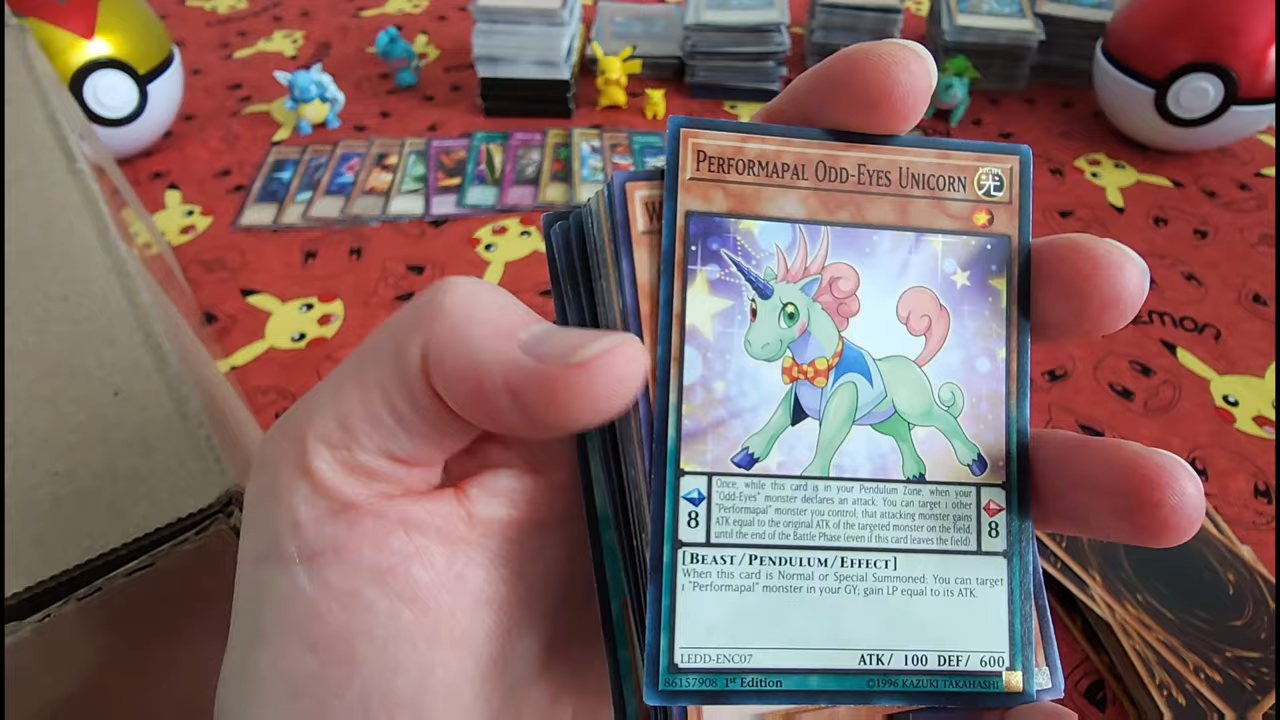 PERFORMAPAL ODD-EYES UNICORN
LIGHT
光
W
Once, while this card is in your Pendulum Zone, when your
"Odd-Eyes" monster declares an attack: You can target 1 other
"Performapal" monster you control; that attacking monster gains
ATK equal to the original ATK of the targeted monster on the field,
until the end of the Battle Phase (even if this card leaves the field).
8
8
[BEAST/PENDULUM/EFFECT]
When this card is Normal or Special Summoned: You can target
1 "Performapal" monster in your GY; gain LP equal to its ATK.
LEDD-ENC07
ATK/ 100 DEF/ 600
86157908 1st Edition
©1996 KAZUKI TAKAHASHI
emon